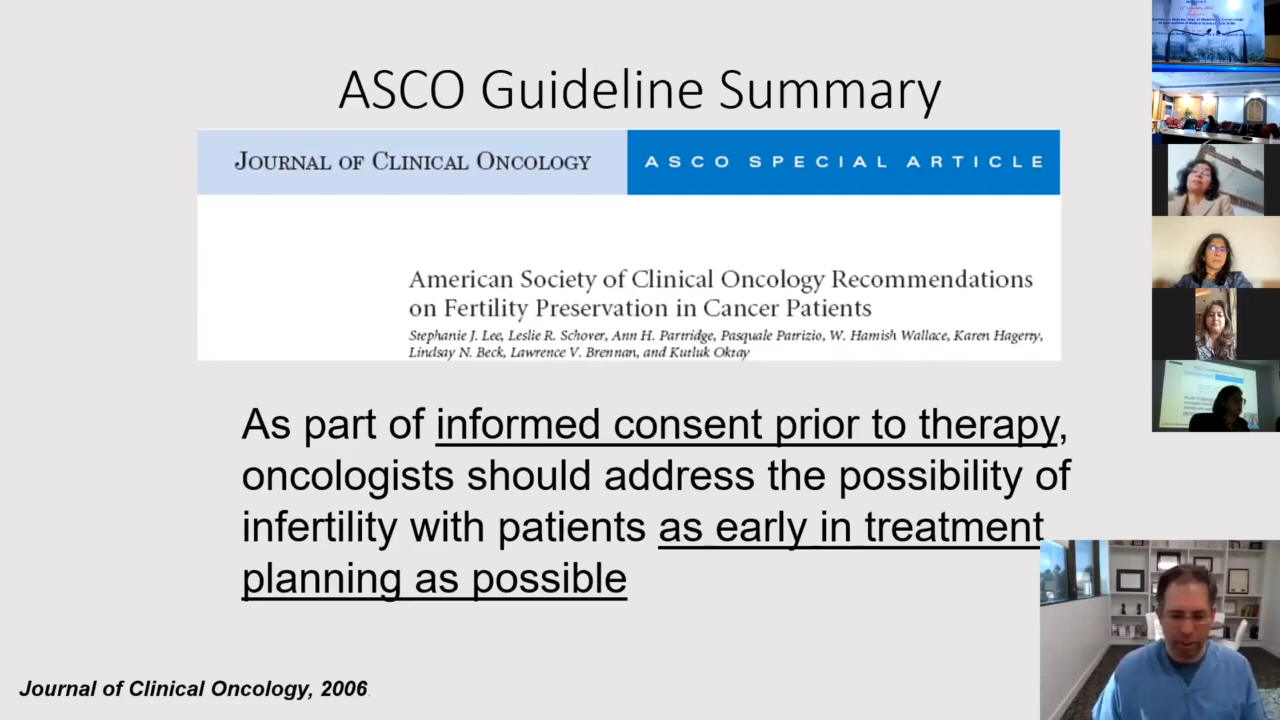 ASCO Guideline Summary
JOURNAL OF CLINICAL ONCOLOGY
ASCO SPECIAL ARTICLE
American Society of Clinical Oncology Recommendations
on Fertility Preservation in Cancer Patients
Stephanie J. Lee, Leslie R. Schover, Ann H. Partridge, Pasquale Patrizio, W. Hamish Wallace, Karen Hagerty,
Lindsay N. Beck, Lawrence V. Brennan, and Kutluk Oktay
As part of informed consent prior to therapy,
oncologists should address the possibility of
infertility with patients as early in treatment
planning as possible
Journal of Clinical Oncology, 2006
ASCO Guideline Summary